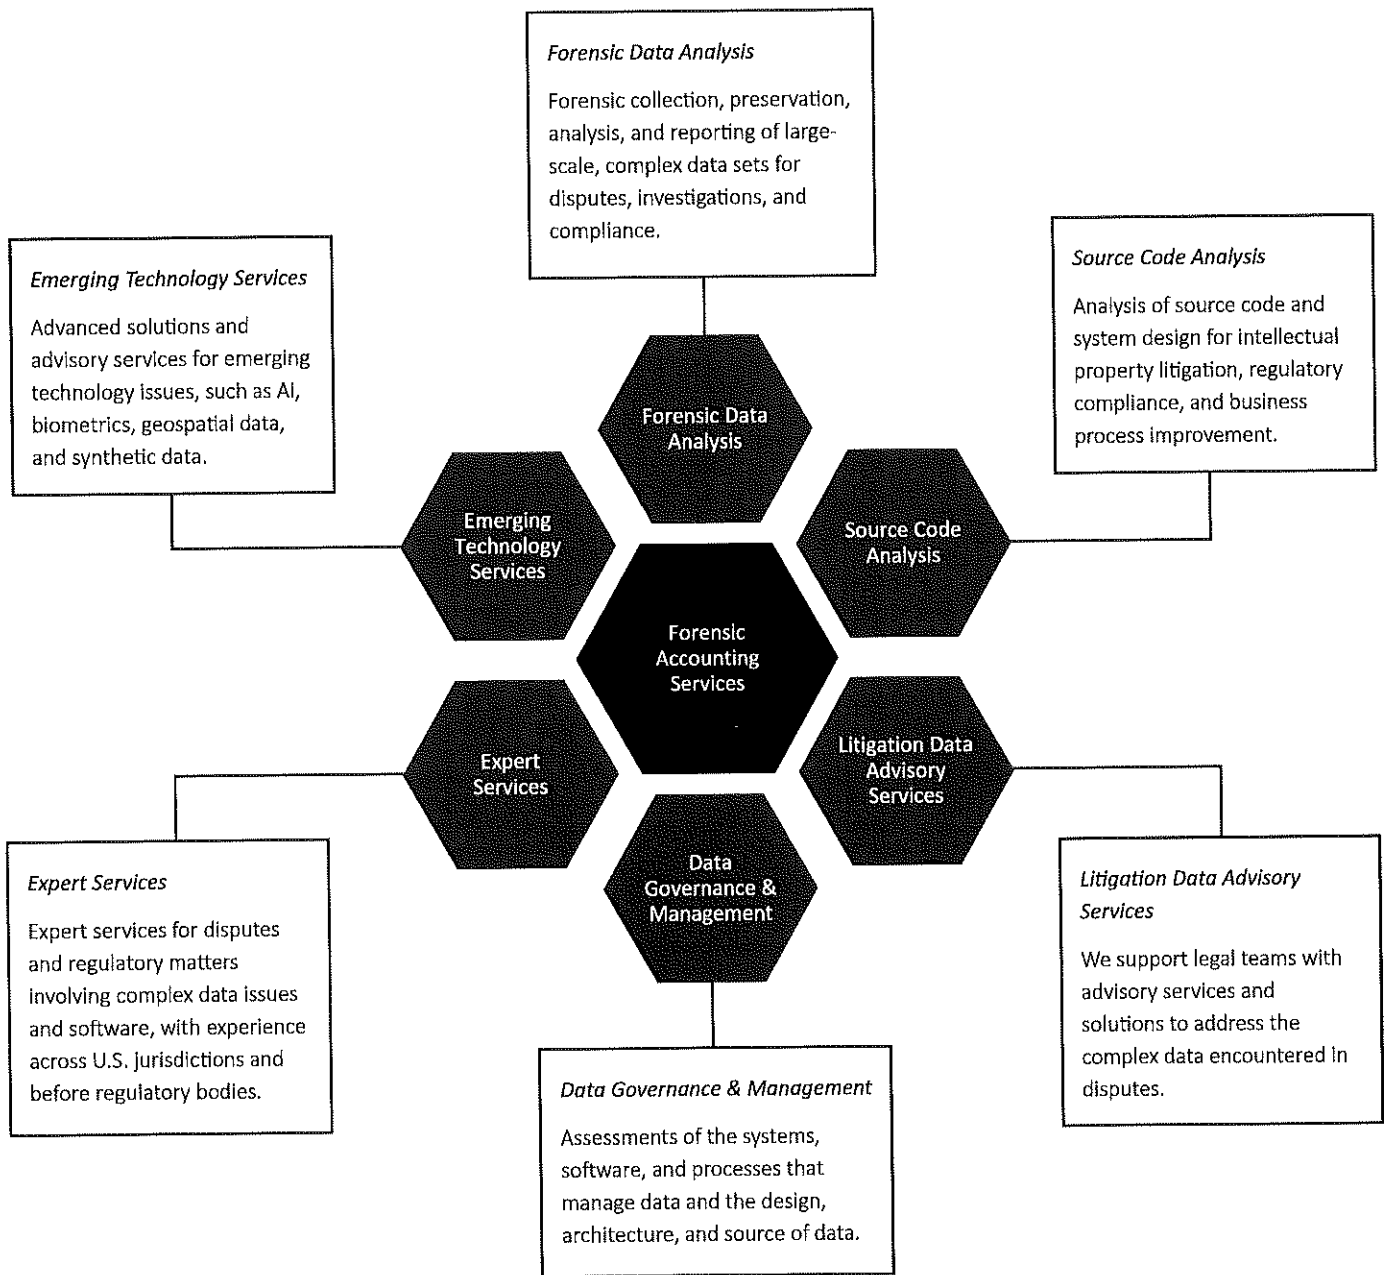 Forensic Data Analysis
Forensic collection, preservation,
analysis, and reporting of large-
scale, complex data sets for
disputes, investigations, and
compliance.
Emerging Technology Services
Advanced solutions and
advisory services for emerging
technology issues, such as AI,
biometrics, geospatial data,
and synthetic data.
Source Code Analysis
Analysis of source code and
system design for intellectual
property litigation, regulatory
compliance, and business
process improvement.
Forensic Data
Analysis
Emerging
Technology
Services
Source Code
Analysis
Forensic
Accounting
Services
Expert
Services
Litigation Data
Advisory
Services
Data
Governance &
Management
Expert Services
Expert services for disputes
and regulatory matters
involving complex data issues
and software, with experience
across U.S. jurisdictions and
before regulatory bodies.
Litigation Data Advisory
Services
We support legal teams with
advisory services and
solutions to address the
complex data encountered in
disputes.
Data Governance & Management
Assessments of the systems,
software, and processes that
manage data and the design,
architecture, and source of data.